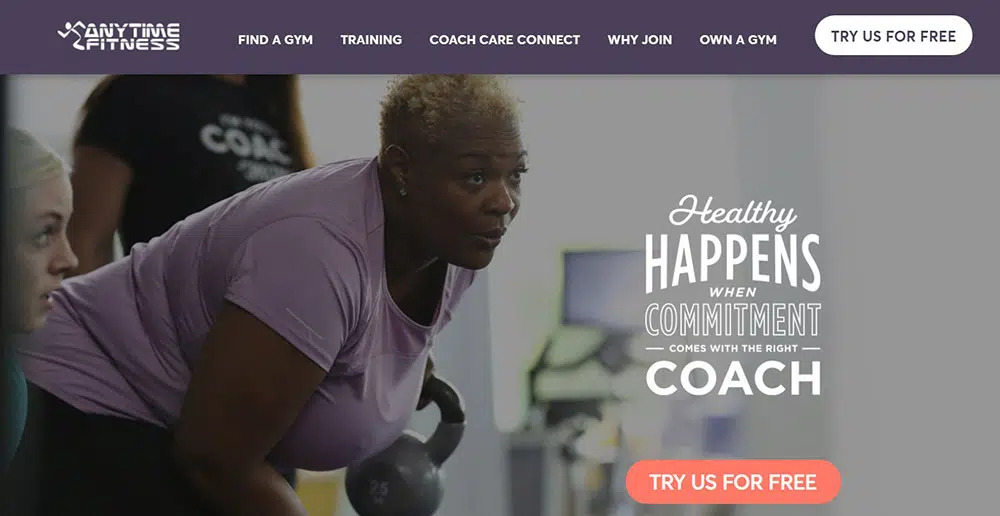 ANYTIME
FITNESS
FIND A GYM
TRAINING
COACH CARE CONNECT
WHY JOIN
OWN A GYM
TRY US FOR FREE
COAC
Healthy
HAPPENS
WHEN
COMMITMENT
COMES WITH THE RIGHT
COACH
25
TRY US FOR FREE